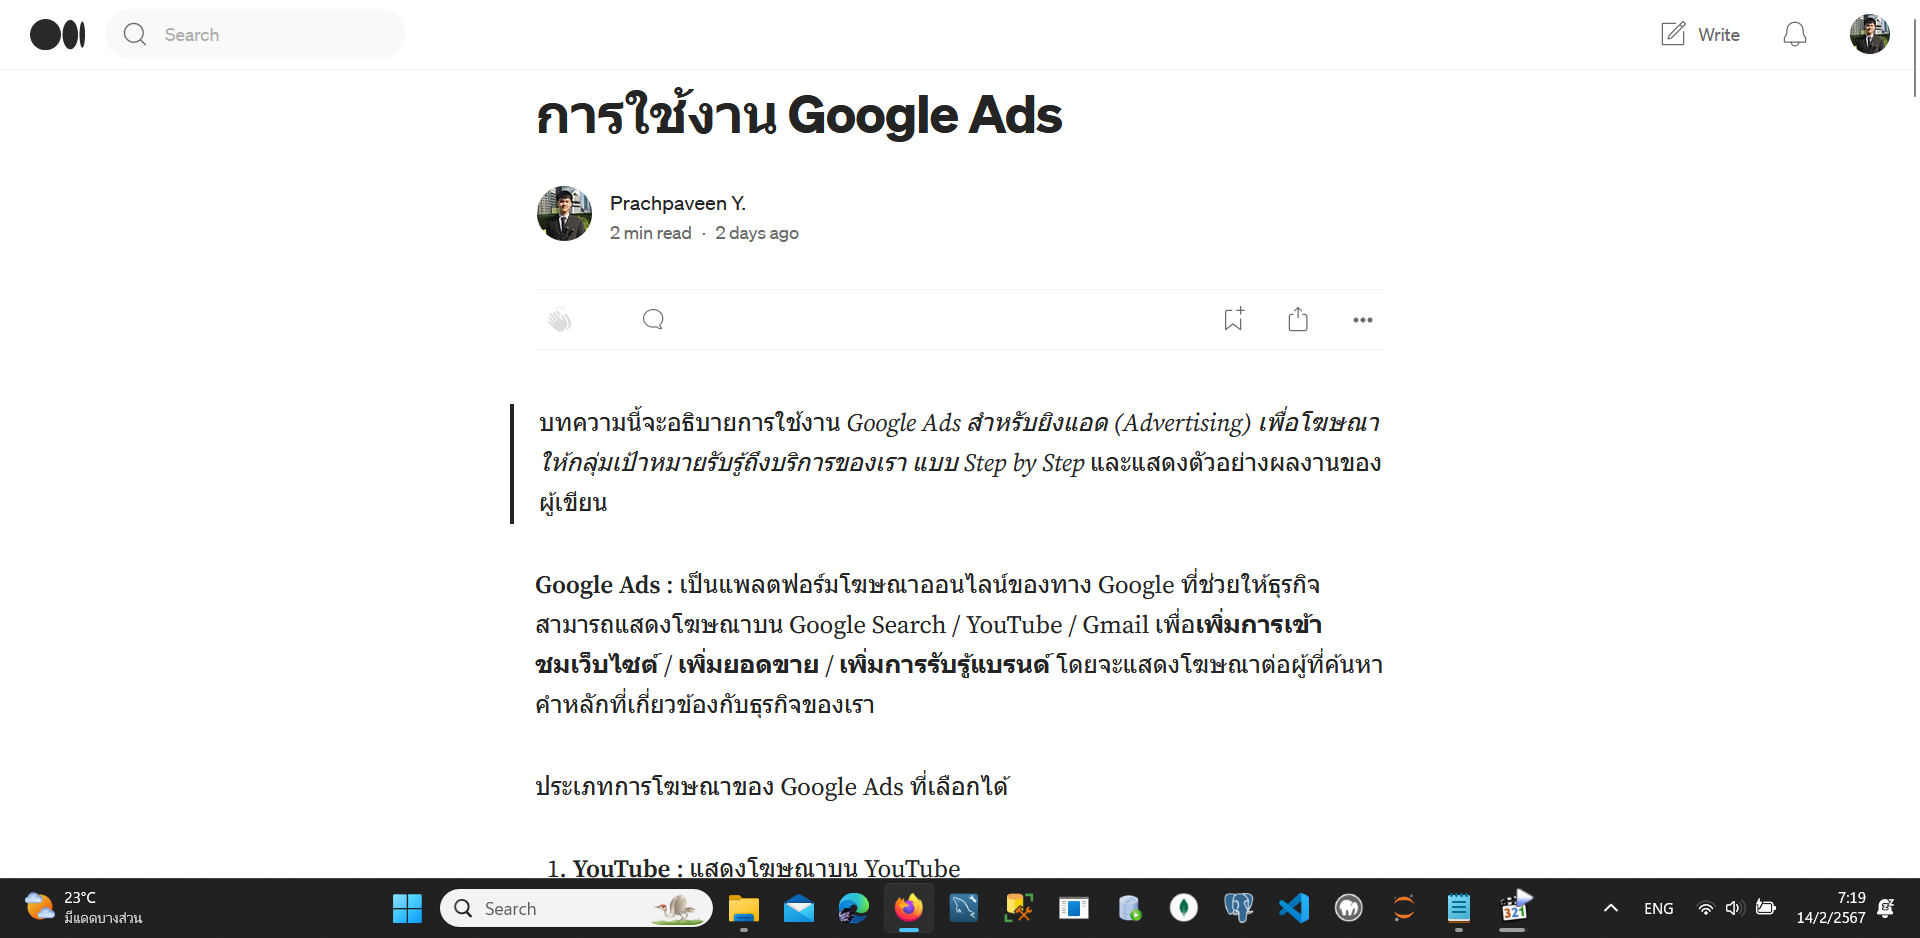 Search
Write
การใช้งาน Google Ads
Prachpaveen Y.
2 min read · 2 days ago
บทความนี้จะอธิบายการใช้งาน Google Ads สำหรับยิงแอด (Advertising) เพื่อโฆษณา
ให้กลุ่มเป้าหมายรับรู้ถึงบริการของเรา แบบ Step by Step และแสดงตัวอย่างผลงานของ
ผู้เขียน
Google Ads : เป็นแพลตฟอร์มโฆษณาออนไลน์ของทาง Google ที่ช่วยให้ธุรกิจ
สามารถแสดงโฆษณาบน Google Search / YouTube / Gmail เพื่อเพิ่มการเข้า
ชมเว็บไซต์ / เพิ่มยอดขาย / เพิ่มการรับรู้แบรนด์ โดยจะแสดงโฆษณาต่อผู้ที่ค้นหา
คำหลักที่เกี่ยวข้องกับธุรกิจของเรา
ประเภทการโฆษณาของ Google Ads ที่เลือกได้
1. YouTube : แสดงโฆษณาบน YouTube
23°C
มีแดดบางส่วน
Search
321
ENG
7:19
14/2/2567